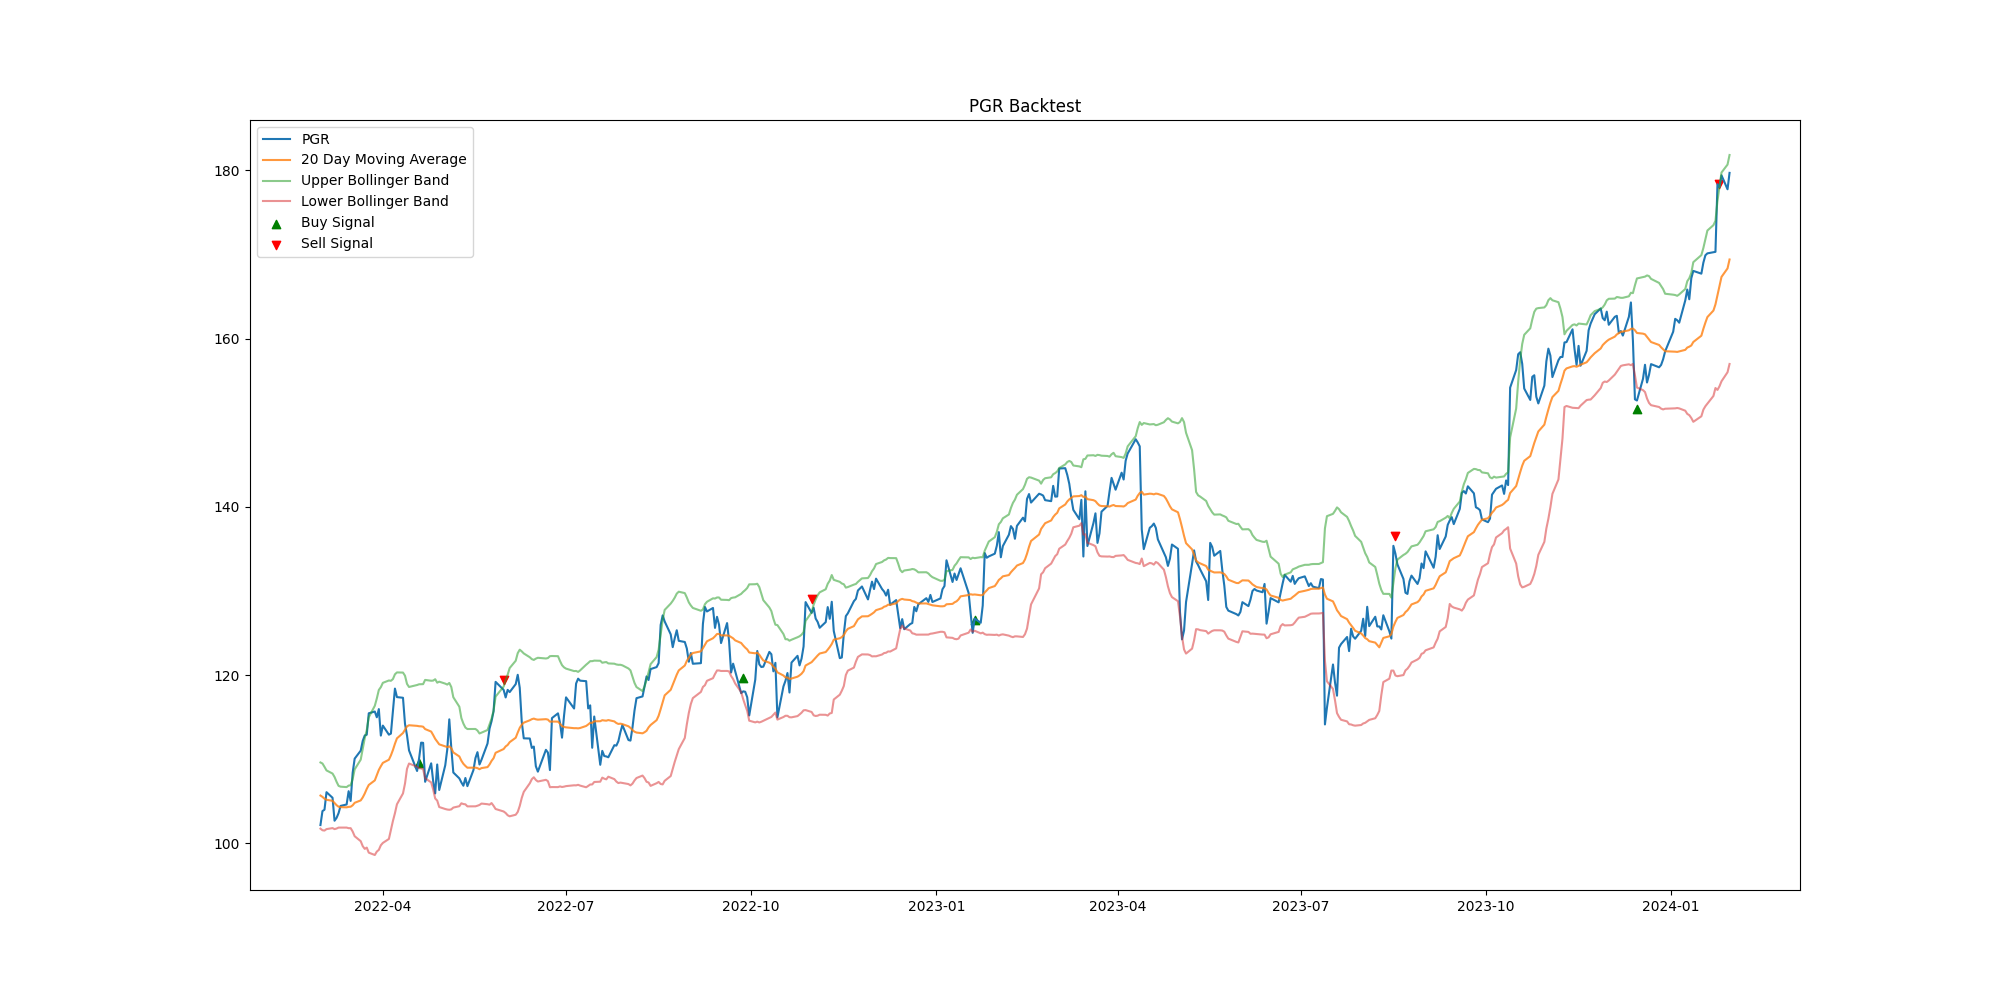 PGR Backtest
PGR
20 Day Moving Average
Upper Bollinger Band
Lower Bollinger Band
Buy Signal
Sell Signal
180
160
140
120
100
2022-04
2022-07
2022-10
2023-01
2023-04
2023-07
2023-10
2024-01